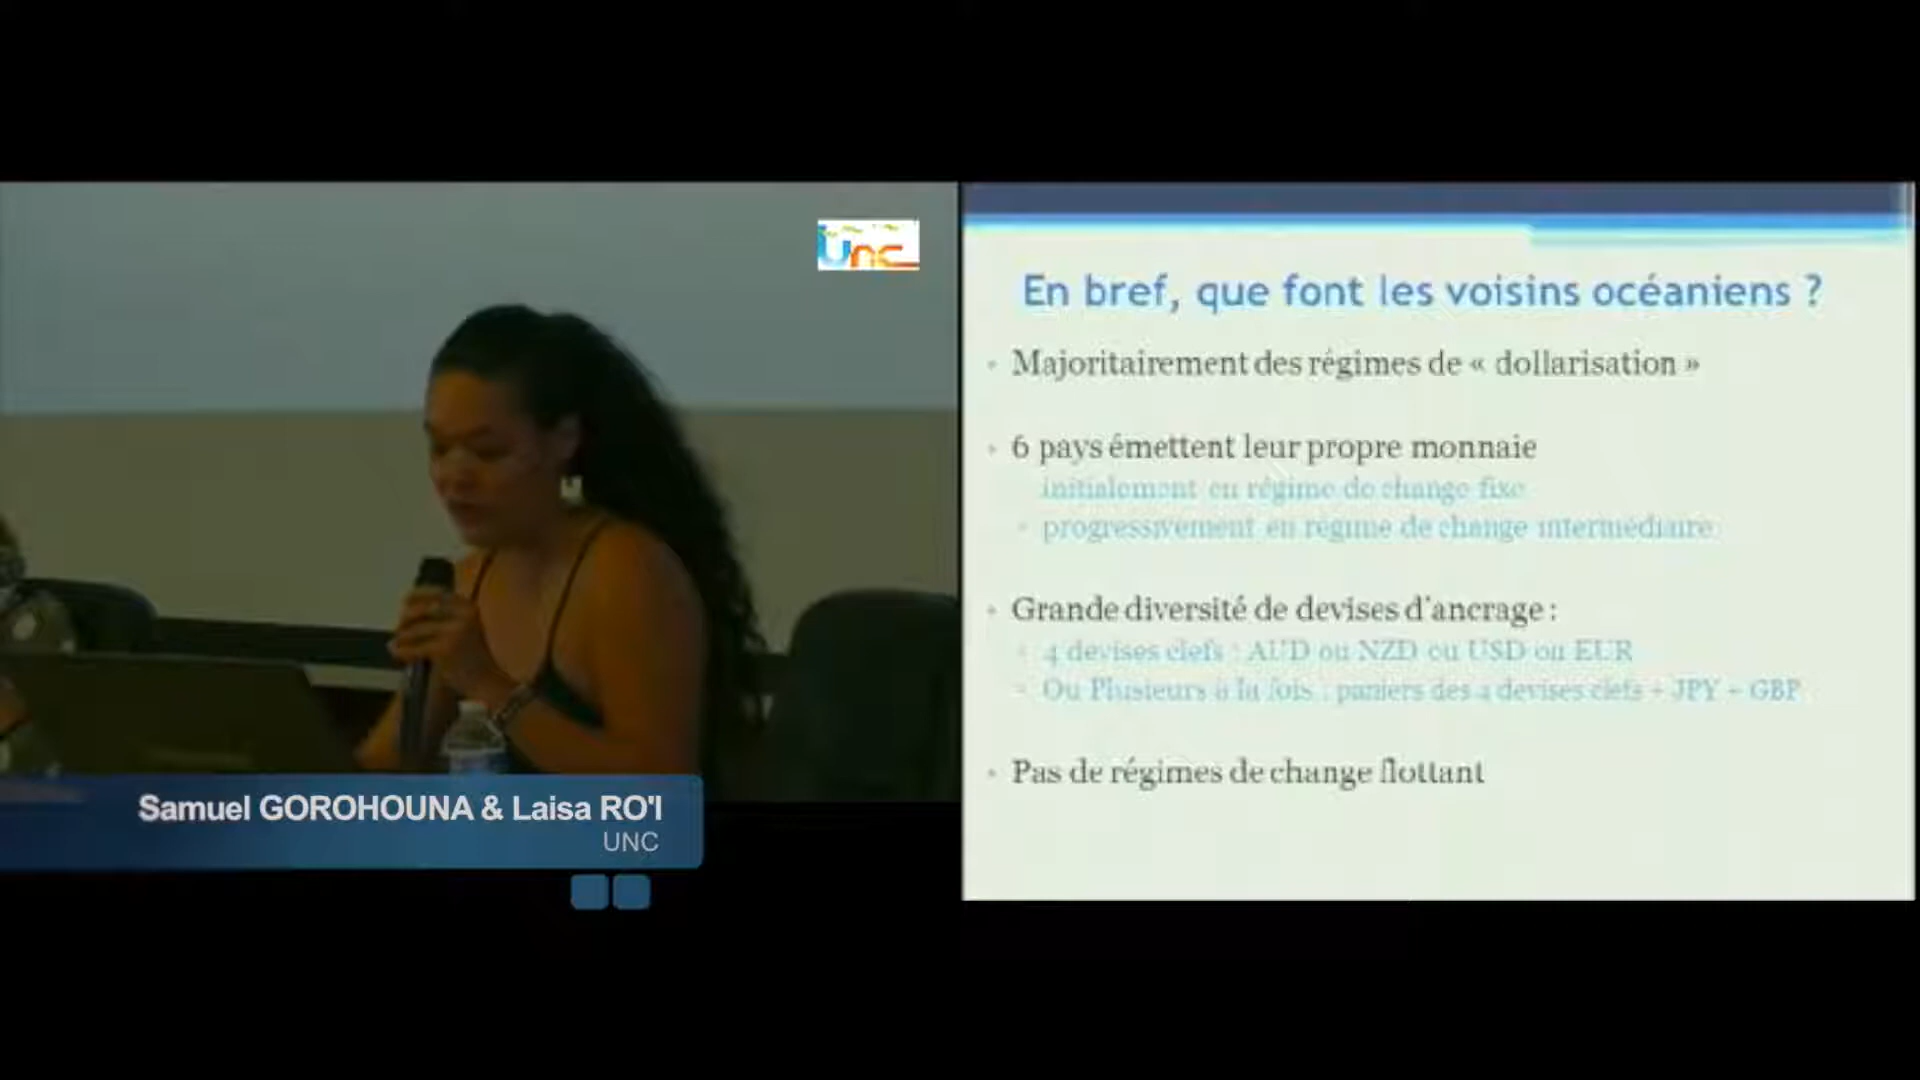 Unc
En bref, que font les voisins océaniens ?
Majoritairement des régimes de « dollarisation »
6 pays émettent leur propre monnaie
initialement en régime de change fixe
progressivement en régime de change intermédiaire
Grande diversité de devises d'ancrage :
4 devises clefs : AUD ou NZD ou USD ou EUR
Ou Plusieurs à la fois : paniers des 4 devises clefs + JPY + GBP
Pas de régimes de change flottant
Samuel GOROHOUNA & Laisa RO'I
UNC